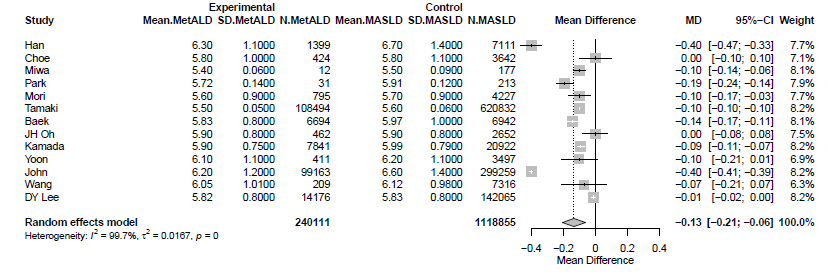 Experimental Control
Study Mean.MetALD SD.MetALD N.MetALD Mean.MASLD SD.MASLD N.MASLD Mean Difference MD 95%−CI Weight
Han 6.30 1.1000 1399 6.70 1.4000 7111 −0.40 [−0.47; −0.33] 7.7%
Choe 5.80 1.0000 424 5.80 1.1000 3642 0.00 [−0.10; 0.10] 7.1%
Miwa 5.40 0.0600 12 5.50 0.0900 177 −0.10 [−0.14; −0.06] 8.1%
Park 5.72 0.1400 31 5.91 0.1200 213 −0.19 [−0.24; −0.14] 7.9%
Mori 5.60 0.9000 795 5.70 0.9000 4227 −0.10 [−0.17; −0.03] 7.7%
Tamaki 5.50 0.0500 108494 5.60 0.0600 620832 −0.10 [−0.10; −0.10] 8.2%
Baek 5.83 0.8000 6694 5.97 1.0000 6942 −0.14 [−0.17; −0.11] 8.1%
JH Oh 5.90 0.8000 462 5.90 0.8000 2652 0.00 [−0.08; 0.08] 7.5%
Kamada 5.90 0.7500 7841 5.99 0.7900 20922 −0.09 [−0.11; −0.07] 8.2%
Yoon 6.10 1.1000 411 6.20 1.1000 3497 −0.10 [−0.21; 0.01] 6.9%
John 6.20 1.2000 99163 6.60 1.4000 299259 −0.40 [−0.41; −0.39] 8.2%
Wang 6.05 1.0100 209 6.12 0.9800 7316 −0.07 [−0.21; 0.07] 6.3%
DY Lee 5.82 0.8000 14176 5.83 0.8000 142065 −0.01 [−0.02; 0.00] 8.2%
Random effects model 240111 1118855 −0.13 [−0.21; −0.06] 100.0%
Heterogeneity: I² = 99.7%, τ² = 0.0167, p = 0
−0.4 −0.2 0 0.2 0.4
Mean Difference